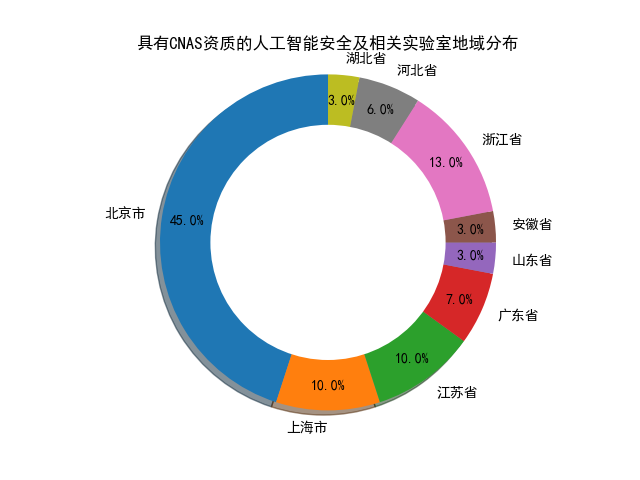 具有CNAS资质的人工智能安全及相关实验室地域分布
湖北省
河北省
3.0%
6.0%
浙江省
13.0%
北京市
45.0%
安徽省
3.0%
3.0%
山东省
7.0%
广东省
10.0%
江苏省
10.0%
上海市